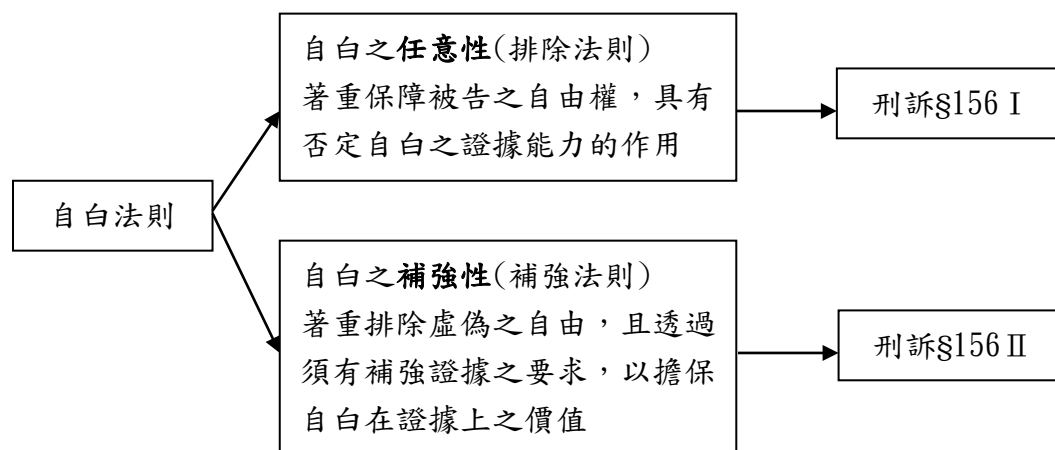 自白之任意性(排除法則)
著重保障被告之自由權，具有
否定自白之證據能力的作用
刑訴§156Ⅰ
自白法則
自白之補強性(補強法則)
著重排除虛偽之自由，且透過
須有補強證據之要求，以擔保
自白在證據上之價值
刑訴§156Ⅱ